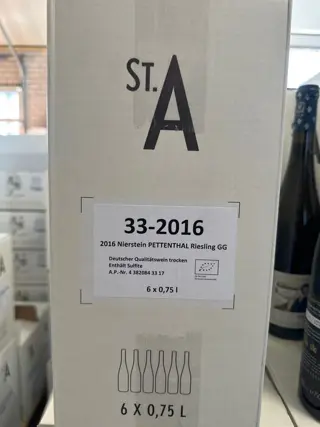 ST.
A
33-2016
2016 Nierstein PETTENTHAL Riesling GG
Deutscher Qualitätswein trocken
Enthält Sulfite
A.P.-Nr. 4 382084 33 17
6 x 0,75 l
6 X 0,75 L